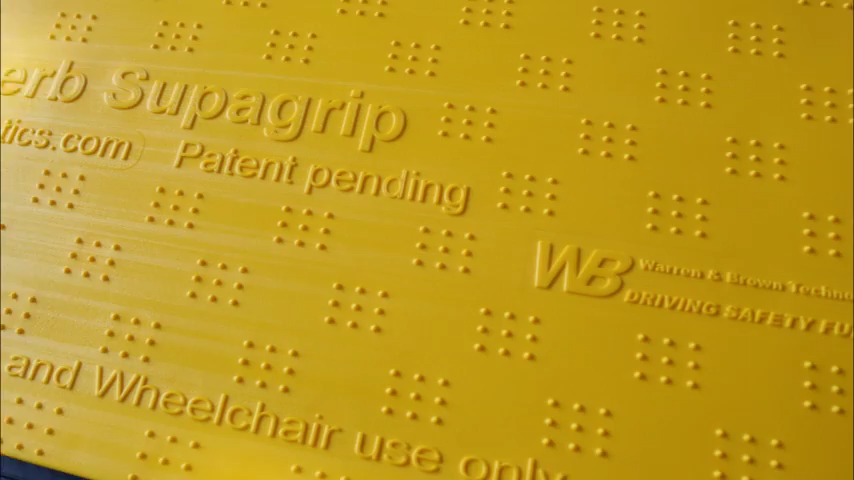 erb Supagrip
tics.com Patent pending
WB Warren & Brown Techno
DRIVING SAFETY FU
and Wheelchair use only